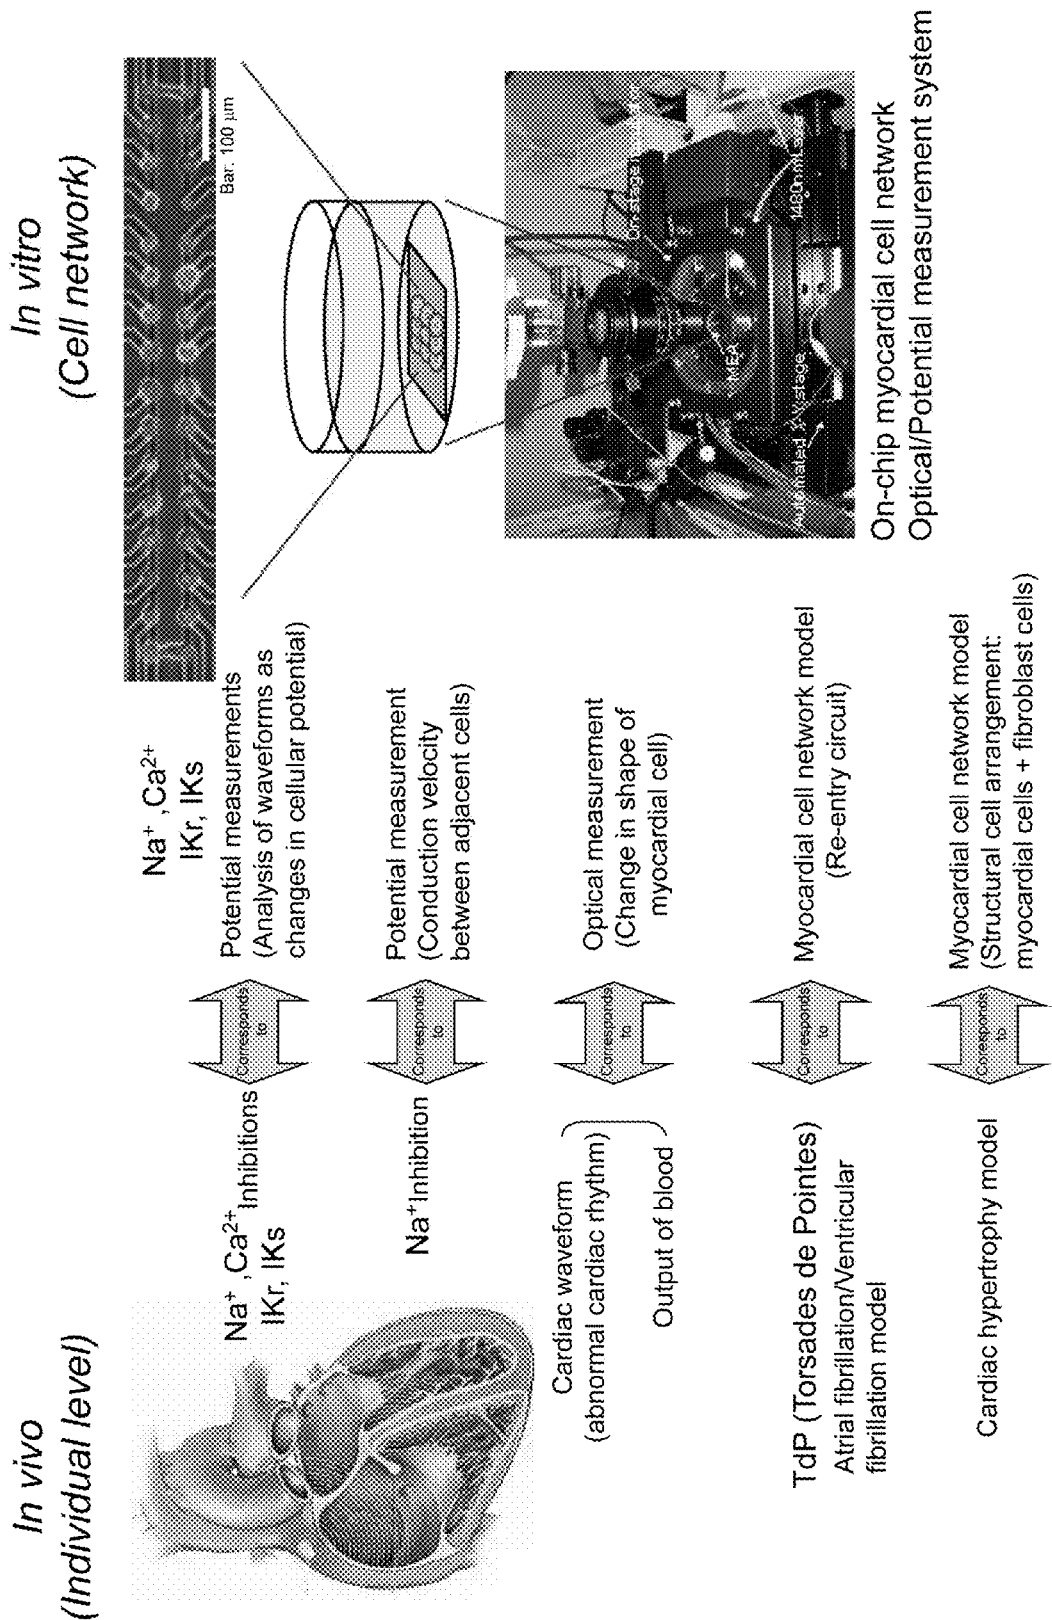 In vivo
(Individual level)
In vitro
(Cell network)
Na⁺ ,Ca²⁺
IKr, IKs
Inhibitions
Corresponds
to
Na⁺ ,Ca²⁺
IKr, IKs
Potential measurements
(Analysis of waveforms as
changes in cellular potential)
Bar: 100 μm
Na⁺ Inhibition
Corresponds
to
Potential measurement
(Conduction velocity
between adjacent cells)
Cardiac waveform
(abnormal cardiac rhythm)
Output of blood
Corresponds
to
Optical measurement
(Change in shape of
myocardial cell)
TdP (Torsades de Pointes)
Atrial fibrillation/Ventricular
fibrillation model
Corresponds
to
Myocardial cell network model
(Re-entry circuit)
Cardiac hypertrophy model
Corresponds
to
Myocardial cell network model
(Structural cell arrangement:
myocardial cells + fibroblast cells)
On-stage
MEA
1480nm Laser
Automated X-Y stage
On-chip myocardial cell network
Optical/Potential measurement system